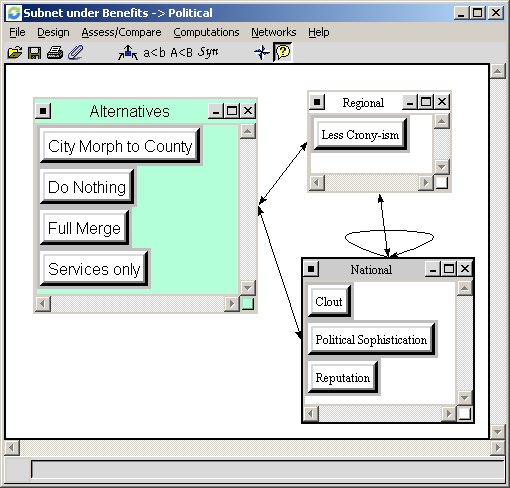 Subnet under Benefits -> Political
File Design Assess/Compare Computations Networks Help
a<b A<B Syn
Alternatives
City Morph to County
Do Nothing
Full Merge
Services only
Regional
Less Crony-ism
National
Clout
Political Sophistication
Reputation